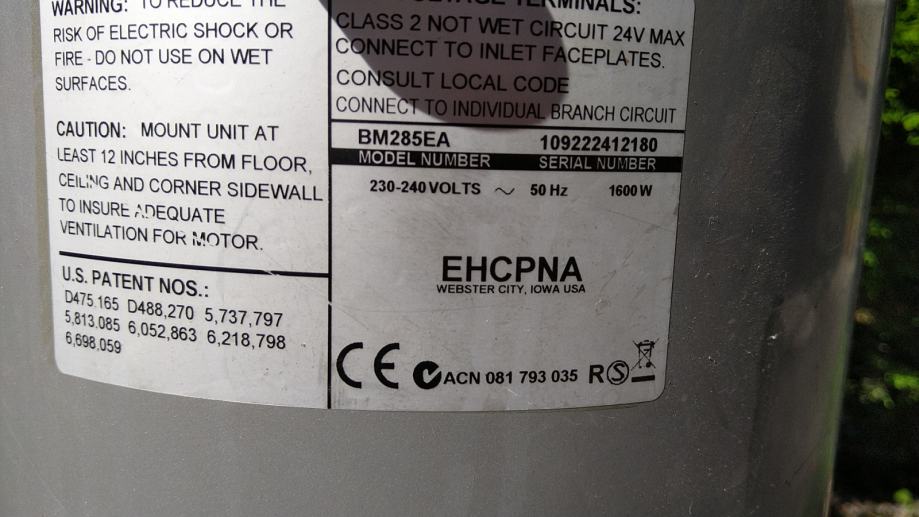 WARNING: TO REDUCE THE
RISK OF ELECTRIC SHOCK OR
FIRE - DO NOT USE ON WET
SURFACES.
CAUTION: MOUNT UNIT AT
LEAST 12 INCHES FROM FLOOR,
CEILING AND CORNER SIDEWALL
TO INSURE ADEQUATE
VENTILATION FOR MOTOR.
U.S. PATENT NOS.:
D475,165 D488,270 5,737,797
5,813,085 6,052,863 6,218,798
6,698,059
TERMINALS:
CLASS 2 NOT WET CIRCUIT 24V MAX
CONNECT TO INLET FACEPLATES.
CONSULT LOCAL CODE
CONNECT TO INDIVIDUAL BRANCH CIRCUIT
BM285EA 109222412180
MODEL NUMBER SERIAL NUMBER
230-240 VOLTS ~ 50 Hz 1600 W
EHCPNA
WEBSTER CITY, IOWA USA
CE ACN 081 793 035 R S